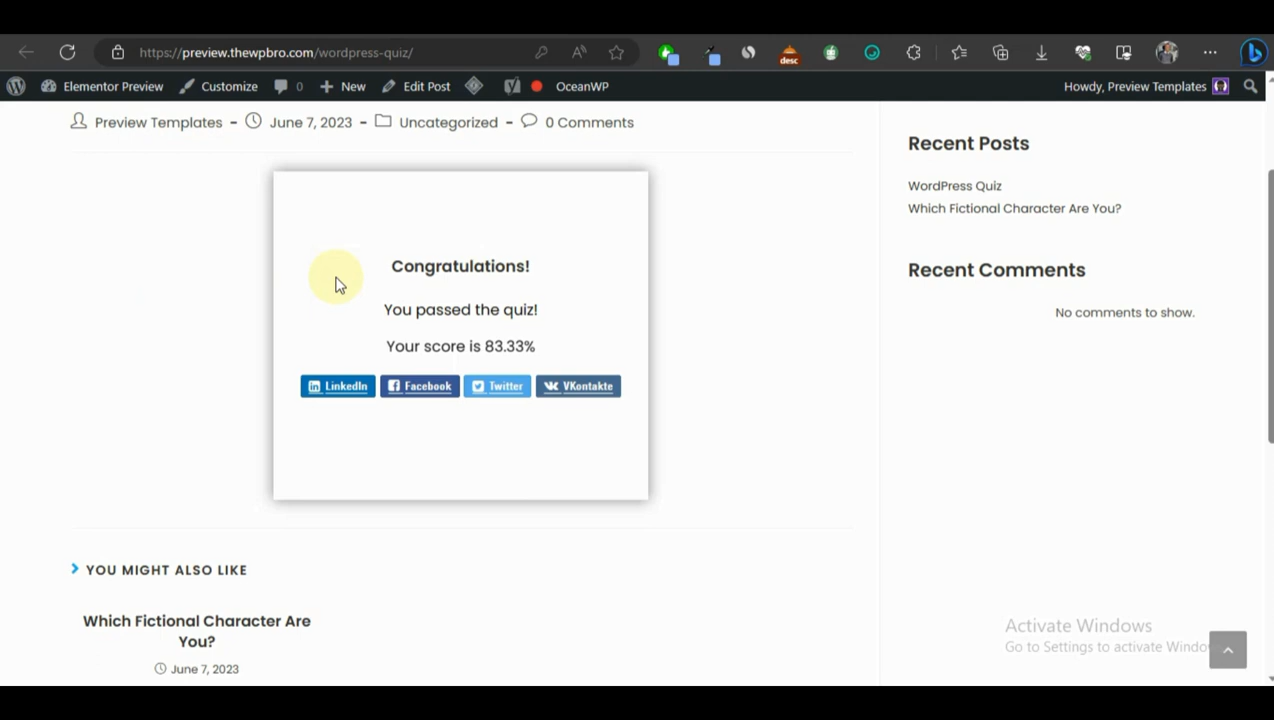 https://preview.thewpbro.com/wordpress-quiz/
desc
Elementor Preview
Customize
0
New
Edit Post
OceanWP
Howdy, Preview Templates
Preview Templates - June 7, 2023 - Uncategorized - 0 Comments
Congratulations!
You passed the quiz!
Your score is 83.33%
LinkedIn
Facebook
Twitter
VKontakte
YOU MIGHT ALSO LIKE
Which Fictional Character Are
You?
June 7, 2023
Recent Posts
WordPress Quiz
Which Fictional Character Are You?
Recent Comments
No comments to show.
Activate Windows
Go to Settings to activate Windo